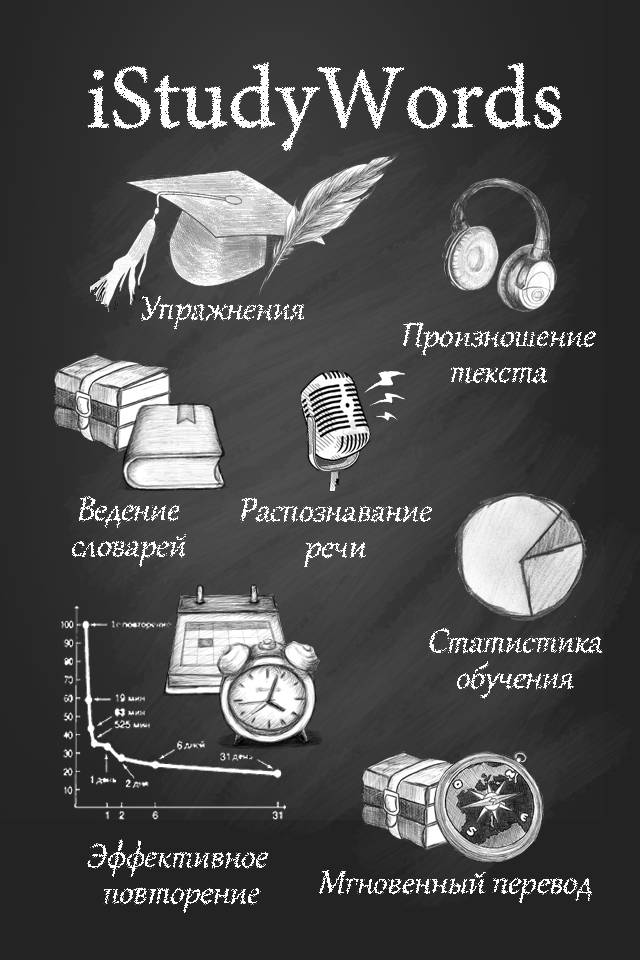 iStudyWords
Упражнения
Произношение
текста
Ведение
словарей
Распознавание
речи
Статистика
обучения
100
90
80
70
60
50
40
30
20
10
1е повторение
19 мин
63 мин
525 мин
1 день
2 дня
6 дней
31 день
1 2 6 31
Эффективное
повторение
Мгновенный перевод